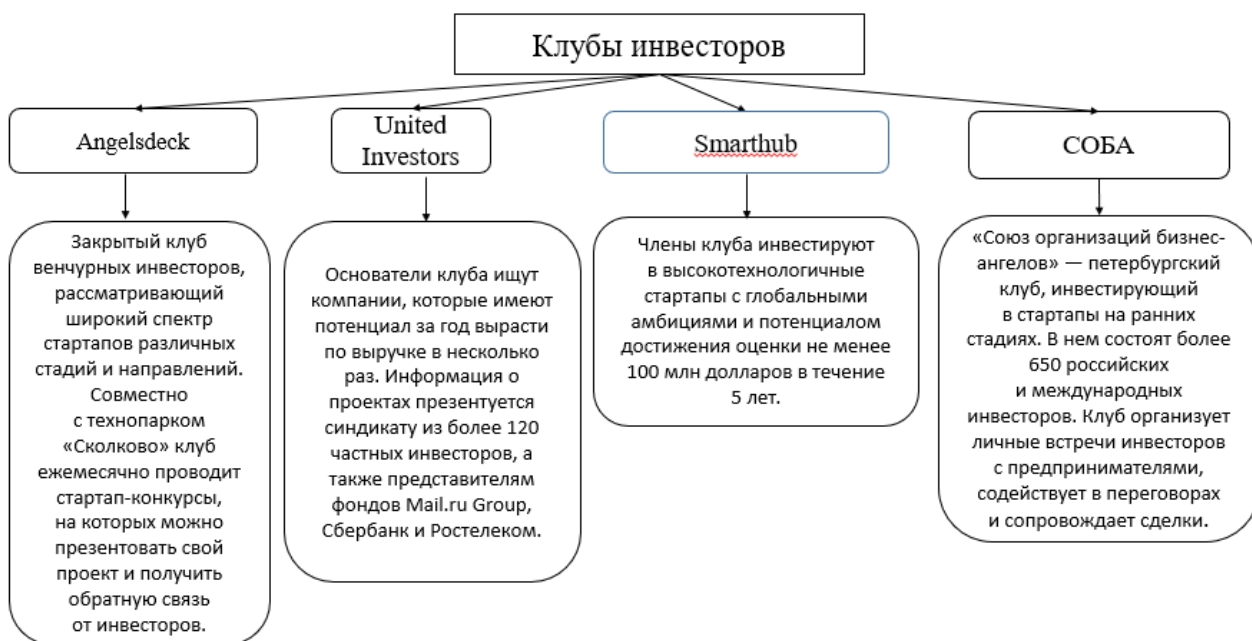 Клубы инвесторов
Angelsdeck
United
Investors
Smarthub
СОБА
Закрытый клуб
венчурных инвесторов,
рассматривающий
широкий спектр
стартапов различных
стадий и направлений.
Совместно
с технопарком
«Сколково» клуб
ежемесячно проводит
стартап-конкурсы,
на которых можно
презентовать свой
проект и получить
обратную связь
от инвесторов.
Основатели клуба ищут
компании, которые имеют
потенциал за год вырасти
по выручке в несколько
раз. Информация о
проектах презентуется
синдикату из более 120
частных инвесторов, а
также представителям
фондов Mail.ru Group,
Сбербанк и Ростелеком.
Члены клуба инвестируют
в высокотехнологичные
стартапы с глобальными
амбициями и потенциалом
достижения оценки не менее
100 млн долларов в течение
5 лет.
«Союз организаций бизнес-
ангелов» — петербургский
клуб, инвестирующий
в стартапы на ранних
стадиях. В нем состоят более
650 российских
и международных
инвесторов. Клуб организует
личные встречи инвесторов
с предпринимателями,
содействует в переговорах
и сопровождает сделки.